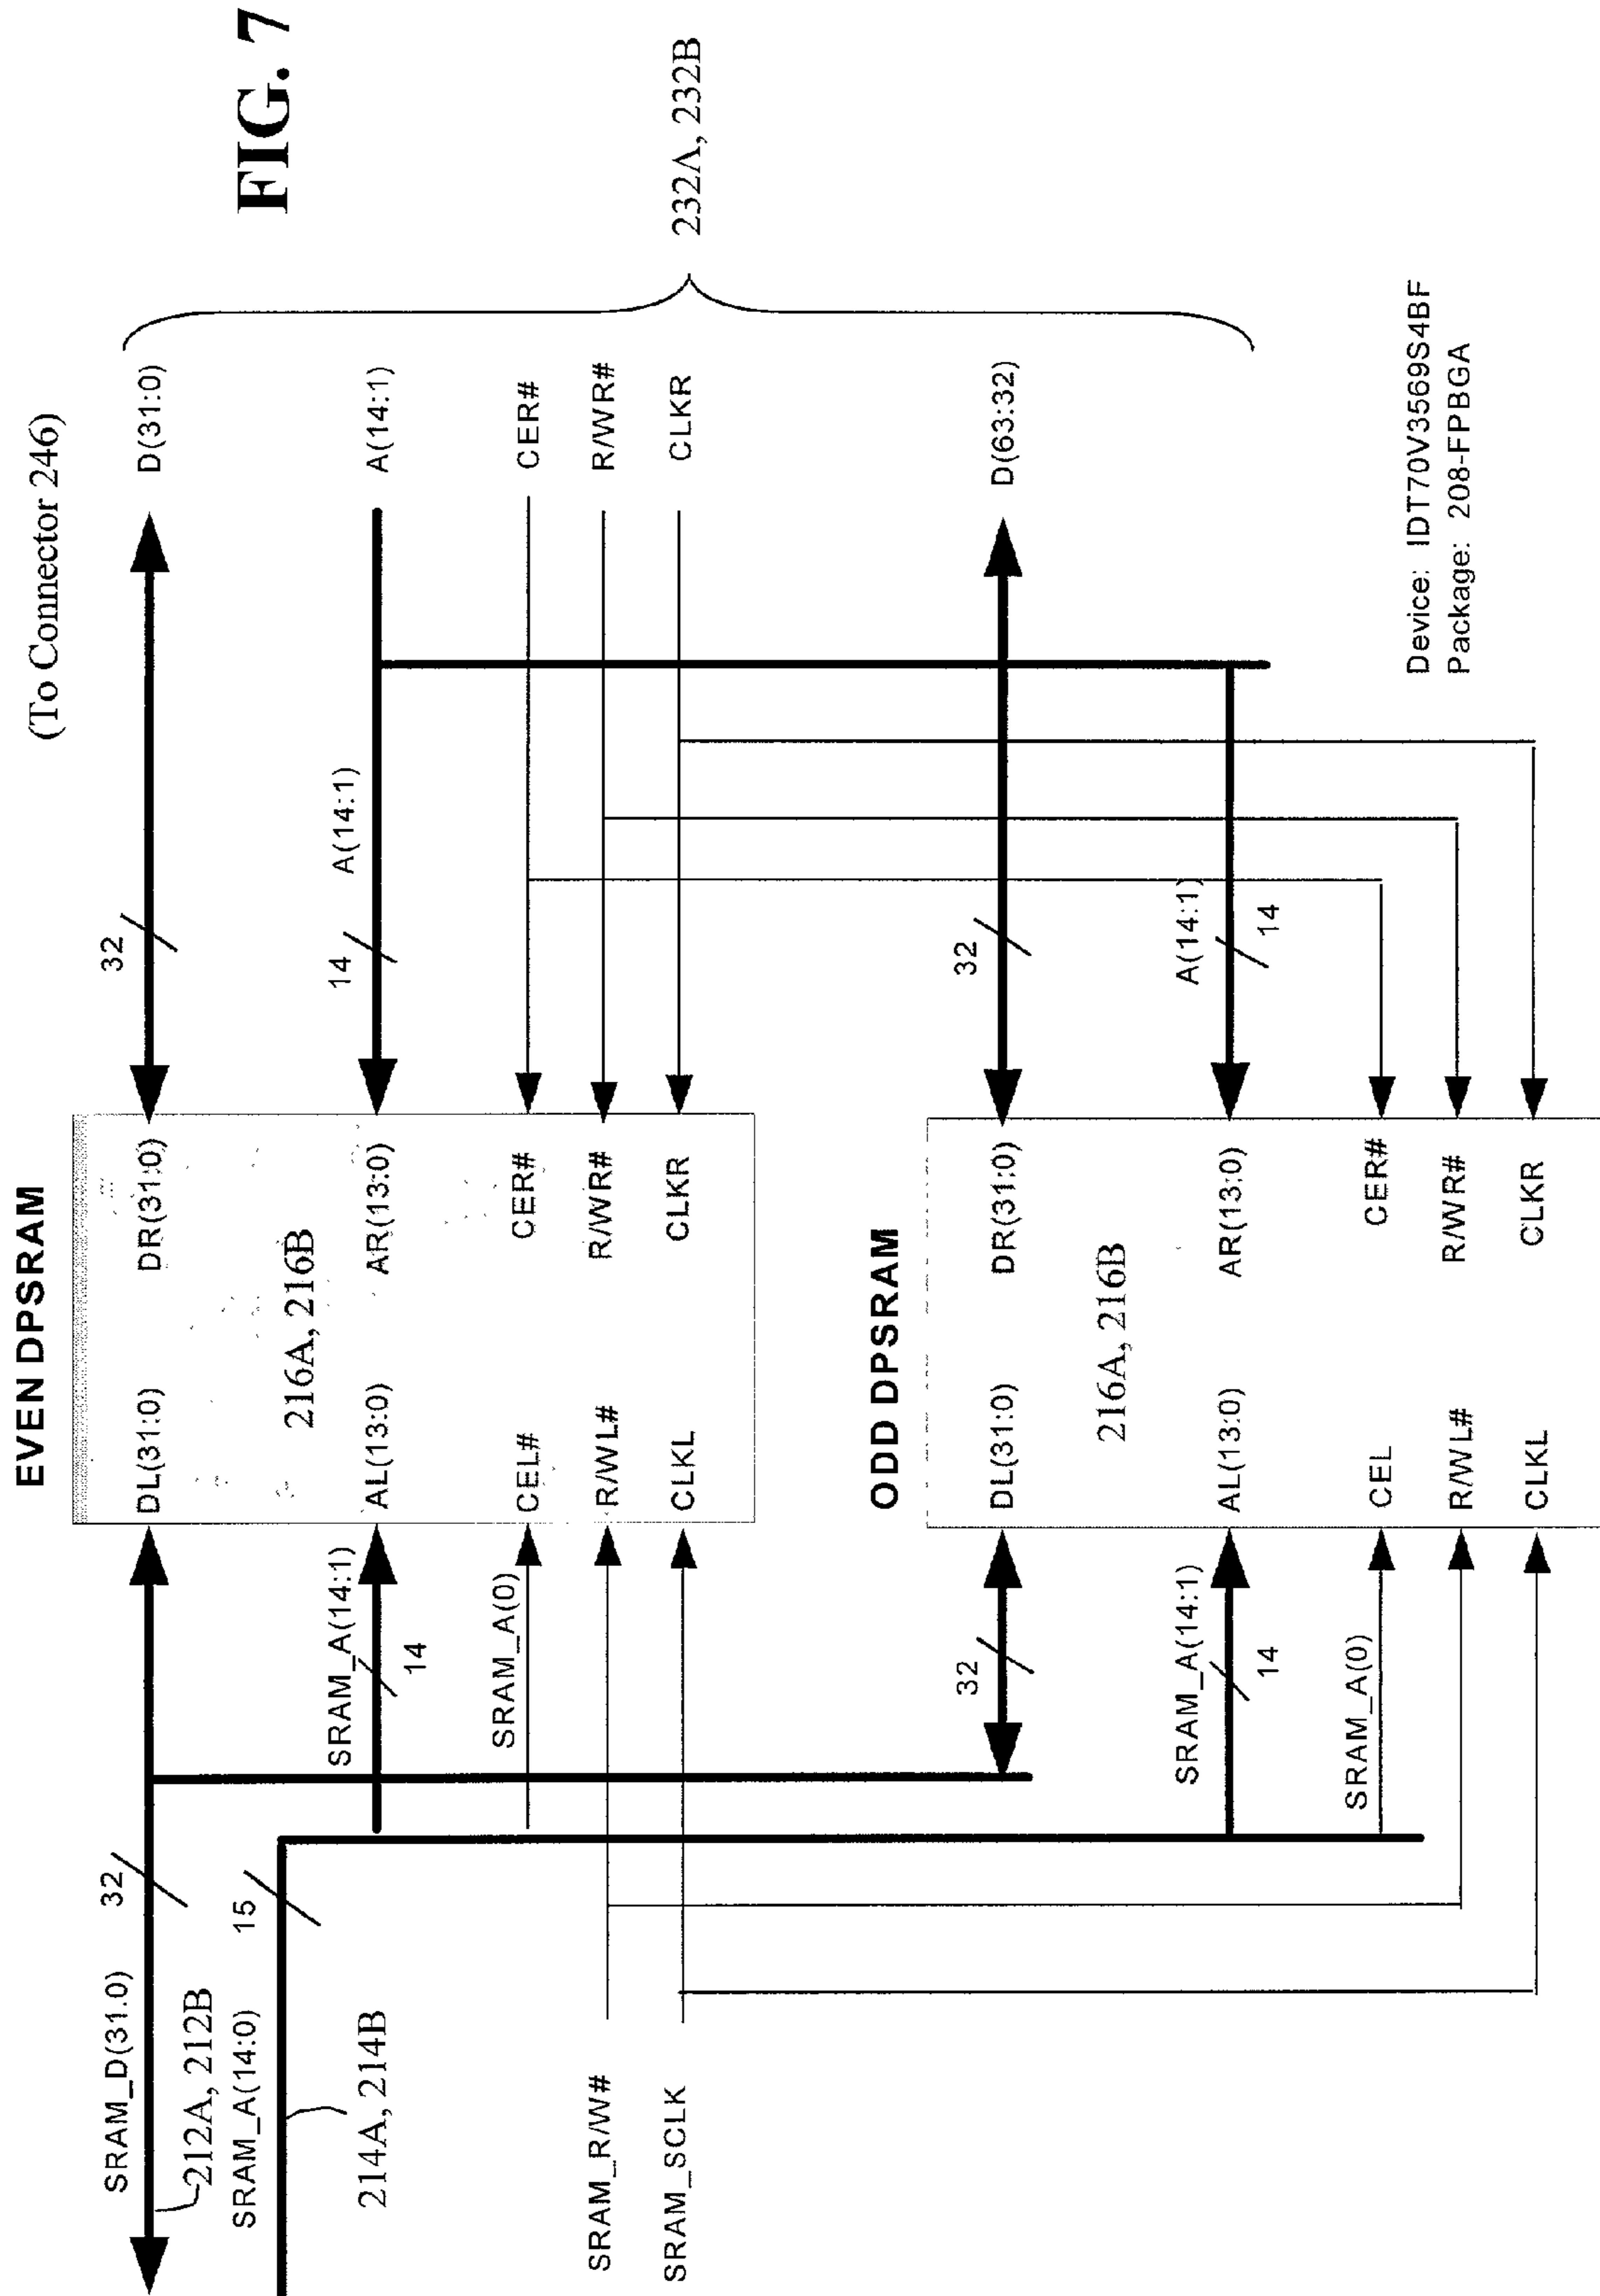 FIG. 7
(To Connector 246)
EVEN DPSRAM
SRAM_D(31:0)
32
DL(31:0)
DR(31:0)
32
D(31:0)
212A, 212B
SRAM_A(14:0)
15
214A, 214B
216A, 216B
SRAM_A(14:1)
14
AL(13:0)
AR(13:0)
14
A(14:1)
A(14:1)
SRAM_A(0)
CEL#
CER#
CER#
SRAM_R/W#
R/WL#
R/WR#
R/WR#
SRAM_SCLK
CLKL
CLKR
CLKR
232A, 232B
ODD DPSRAM
32
DL(31:0)
DR(31:0)
32
D(63:32)
216A, 216B
SRAM_A(14:1)
14
AL(13:0)
AR(13:0)
A(14:1)
14
SRAM_A(0)
CEL
CER#
R/WL#
R/WR#
CLKL
CLKR
Device: IDT70V3569S4BF
Package: 208-FPBGA